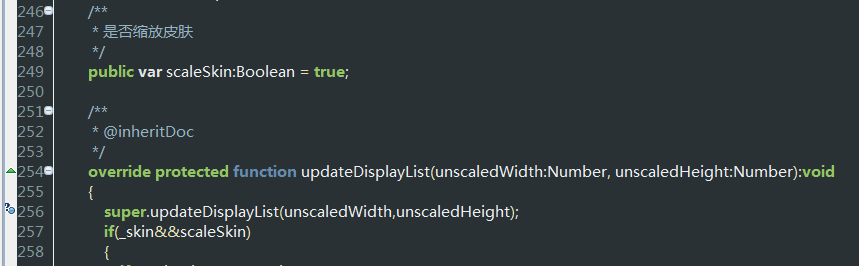 246 /**
247 * 是否缩放皮肤
248 */
249 public var scaleSkin:Boolean = true;
250
251 /**
252 * @inheritDoc
253 */
254 override protected function updateDisplayList(unscaledWidth:Number, unscaledHeight:Number):void
255 {
256 super.updateDisplayList(unscaledWidth,unscaledHeight);
257 if(_skin&&scaleSkin)
258 {